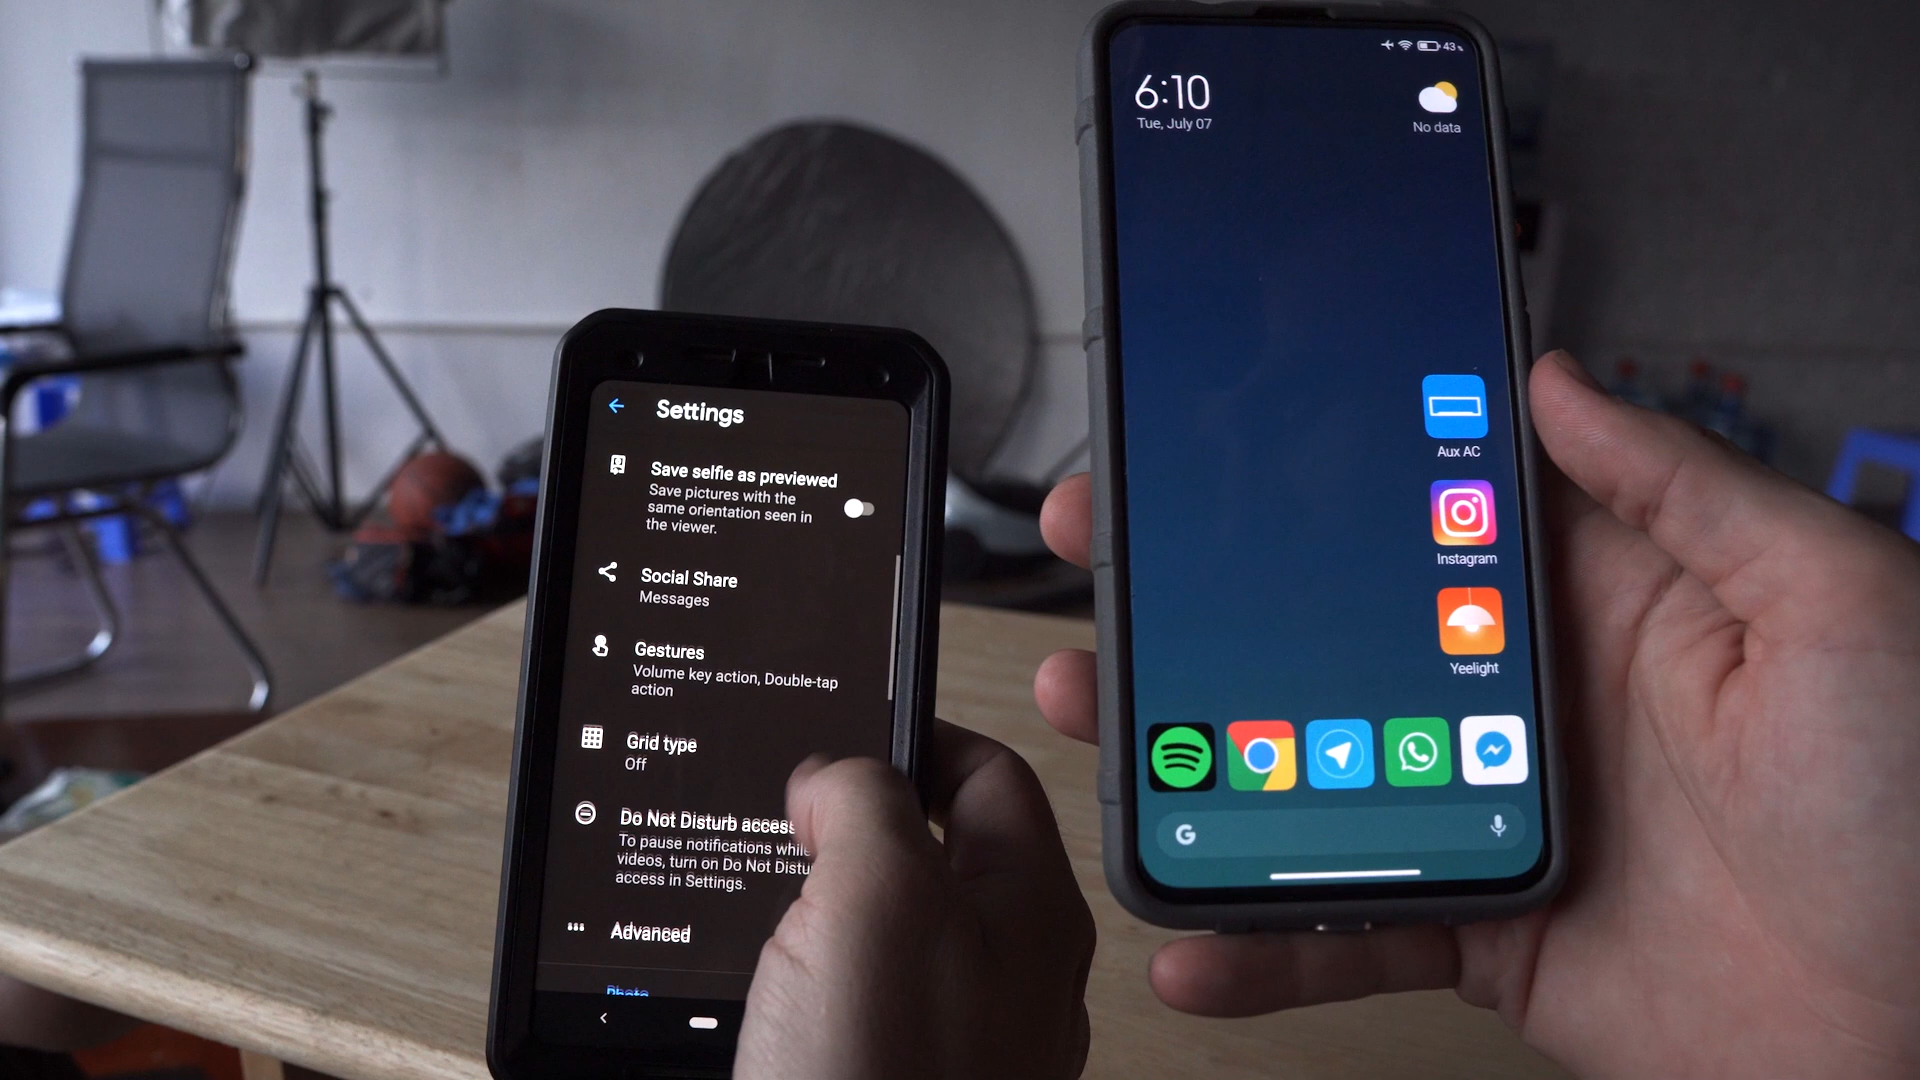 Settings
Save selfie as previewed
Save pictures with the
same orientation seen in
the viewer.
Social Share
Messages
Gestures
Volume key action, Double-tap
action
Grid type
Off
Do Not Disturb access
To pause notifications while
videos, turn on Do Not Distu
access in Settings.
Advanced
Photo
43%
6:10
Tue, July 07
No data
Aux AC
Instagram
Yeelight
G